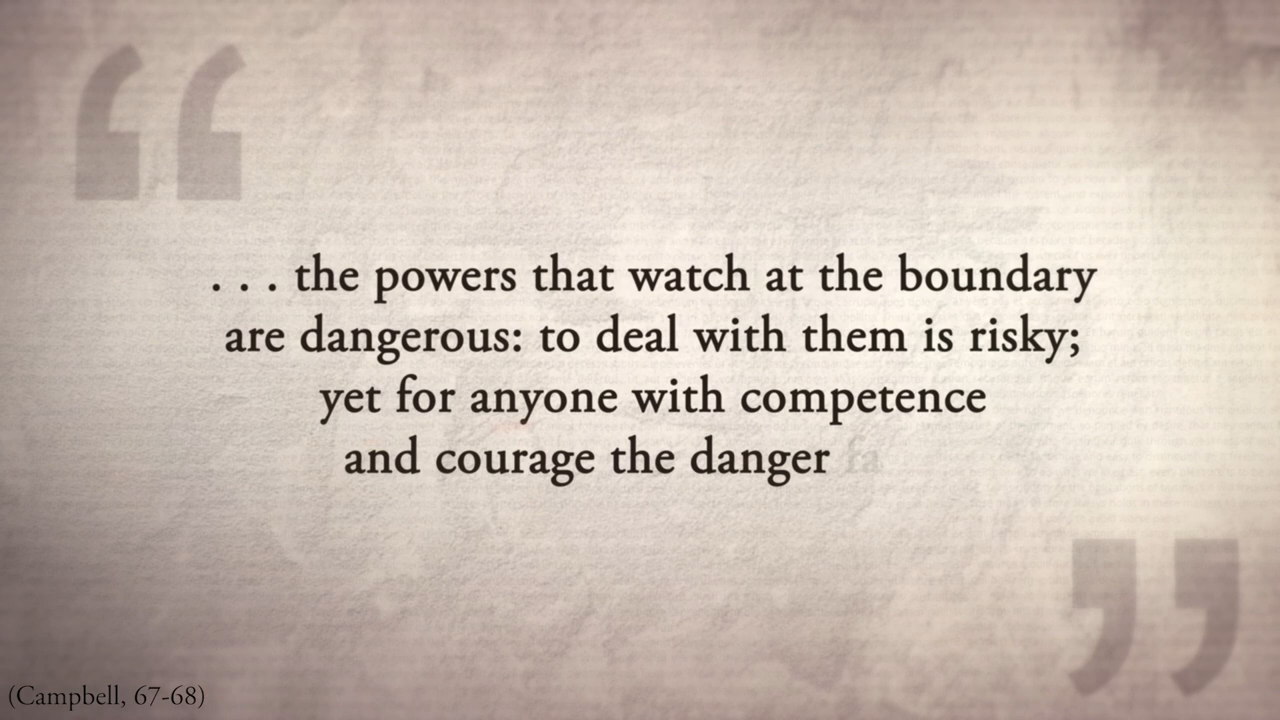 . . . the powers that watch at the boundary
are dangerous: to deal with them is risky;
yet for anyone with competence
and courage the danger fa
(Campbell, 67-68)